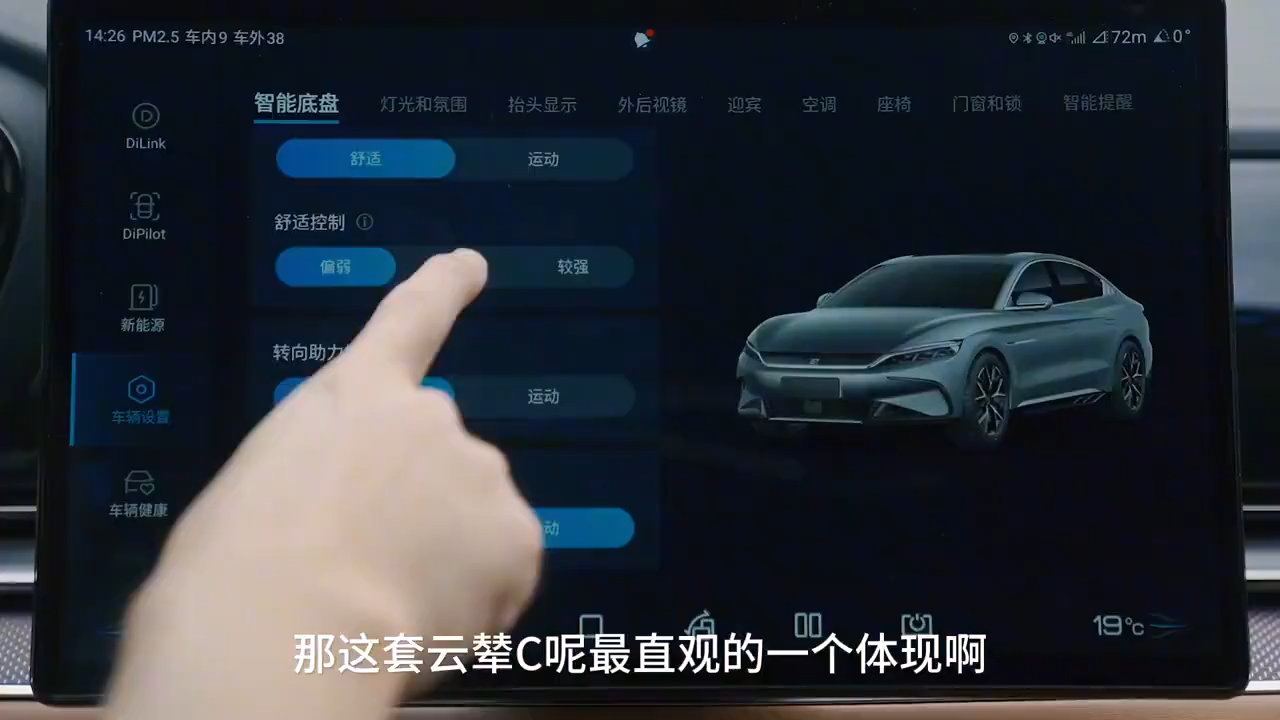 14:26 PM2.5 车内9 车外38
72m 0°
智能底盘 灯光和氛围 抬头显示 外后视镜 迎宾 空调 座椅 门窗和锁 智能提醒
DiLink
舒适 运动
舒适控制
DiPilot
偏弱 较强
新能源
转向助力
运动
车辆设置
车辆健康
动
19°c
那这套云辇C呢最直观的一个体现啊